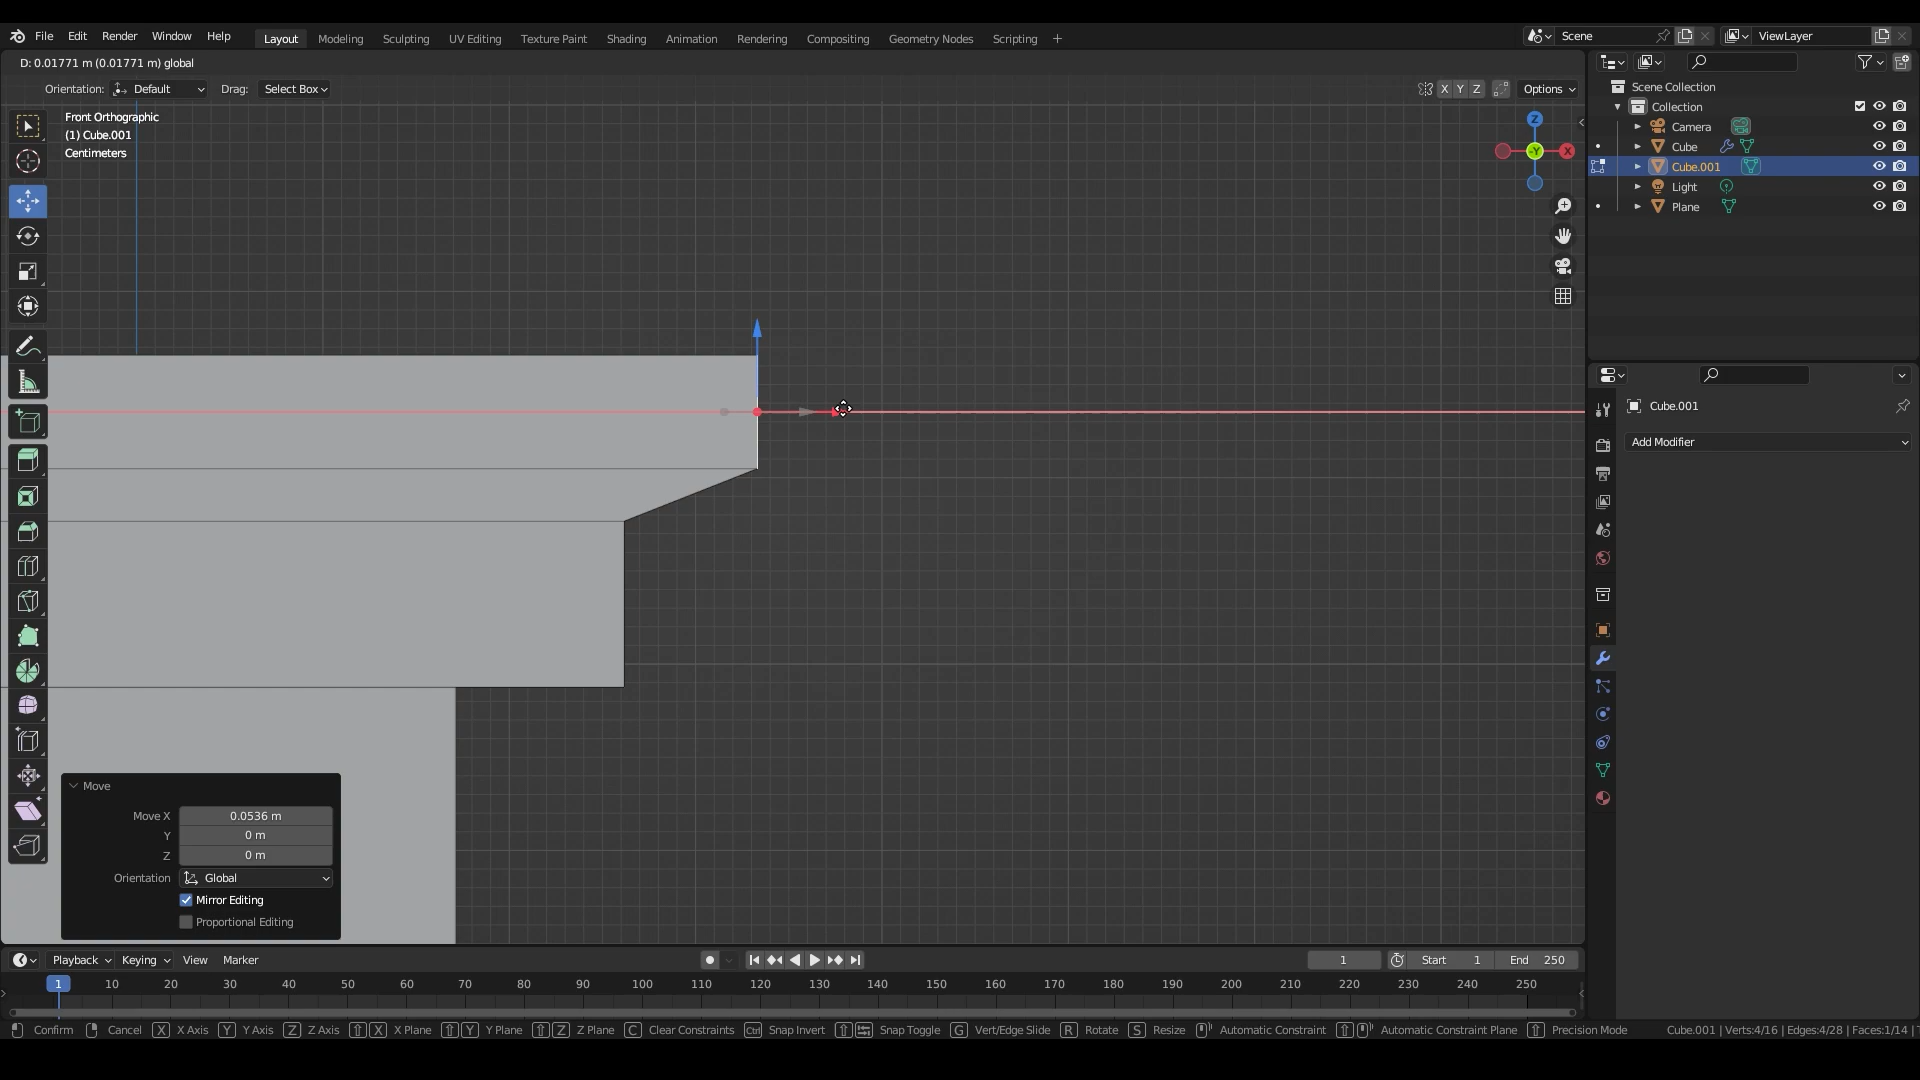 File Edit Render Window Help Layout Modeling Sculpting UV Editing Texture Paint Shading Animation Rendering Compositing Geometry Nodes Scripting + Scene ViewLayer
D: 0.01771 m (0.01771 m) global
Orientation: Default Drag: Select Box X Y Z Options
Front Orthographic
(1) Cube.001
Centimeters
Z
-Y X
Scene Collection
Collection
Camera
Cube
Cube.001
Light
Plane
Cube.001
Add Modifier
Move
Move X 0.0536 m
Y 0 m
Z 0 m
Orientation Global
Mirror Editing
Proportional Editing
Playback Keying View Marker 1 Start 1 End 250
1 10 20 30 40 50 60 70 80 90 100 110 120 130 140 150 160 170 180 190 200 210 220 230 240 250
Confirm Cancel X X Axis Y Y Axis Z Z Axis X X Plane Y Y Plane Z Z Plane C Clear Constraints Ctrl Snap Invert Snap Toggle G Vert/Edge Slide R Rotate S Resize Automatic Constraint Automatic Constraint Plane Precision Mode Cube.001 | Verts:4/16 | Edges:4/28 | Faces:1/14 |